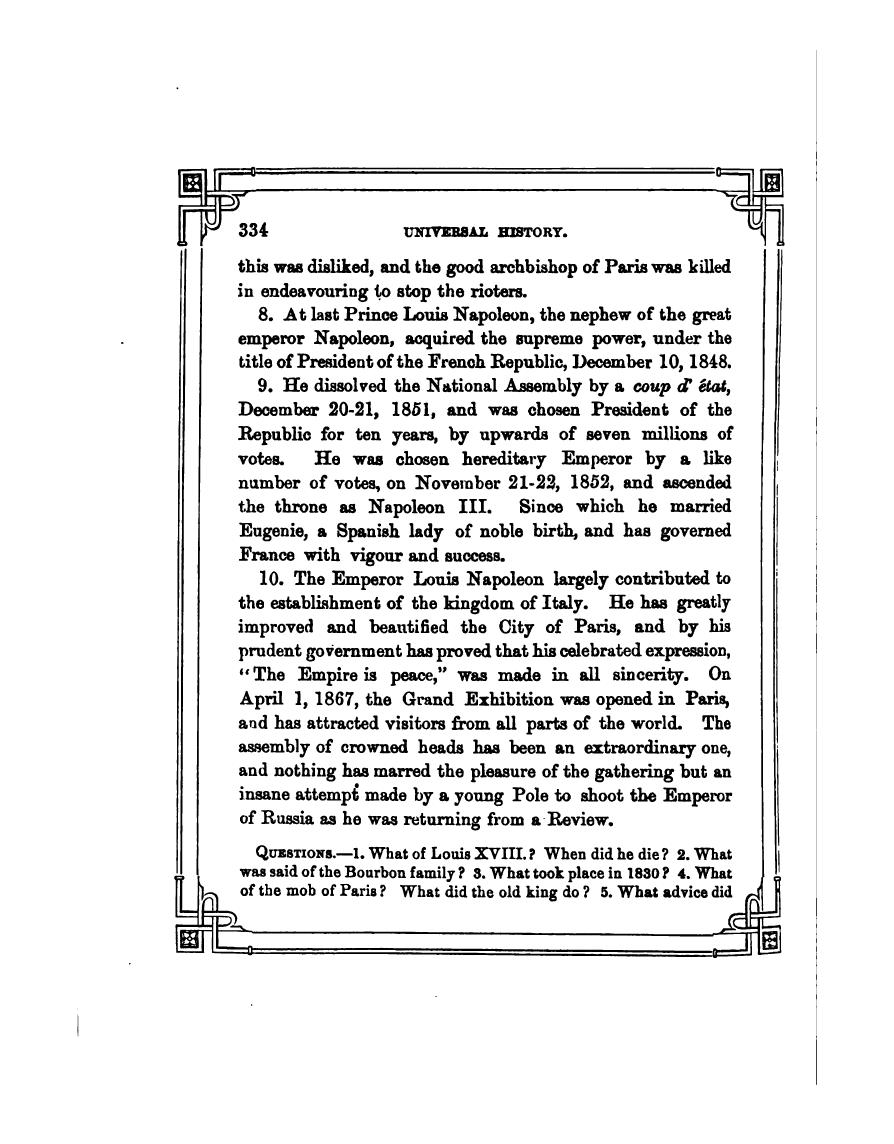 334 UNIVERSAL HISTORY.
this was disliked, and the good archbishop of Paris was killed
in endeavouring to stop the rioters.
8. At last Prince Louis Napoleon, the nephew of the great
emperor Napoleon, acquired the supreme power, under the
title of President of the French Republic, December 10, 1848.
9. He dissolved the National Assembly by a coup d' état,
December 20-21, 1851, and was chosen President of the
Republic for ten years, by upwards of seven millions of
votes. He was chosen hereditary Emperor by a like
number of votes, on November 21-22, 1852, and ascended
the throne as Napoleon III. Since which he married
Eugenie, a Spanish lady of noble birth, and has governed
France with vigour and success.
10. The Emperor Louis Napoleon largely contributed to
the establishment of the kingdom of Italy. He has greatly
improved and beautified the City of Paris, and by his
prudent government has proved that his celebrated expression,
“The Empire is peace,” was made in all sincerity. On
April 1, 1867, the Grand Exhibition was opened in Paris,
and has attracted visitors from all parts of the world. The
assembly of crowned heads has been an extraordinary one,
and nothing has marred the pleasure of the gathering but an
insane attempt made by a young Pole to shoot the Emperor
of Russia as he was returning from a Review.
QUESTIONS.—1. What of Louis XVIII.? When did he die? 2. What
was said of the Bourbon family? 3. What took place in 1830? 4. What
of the mob of Paris? What did the old king do? 5. What advice did